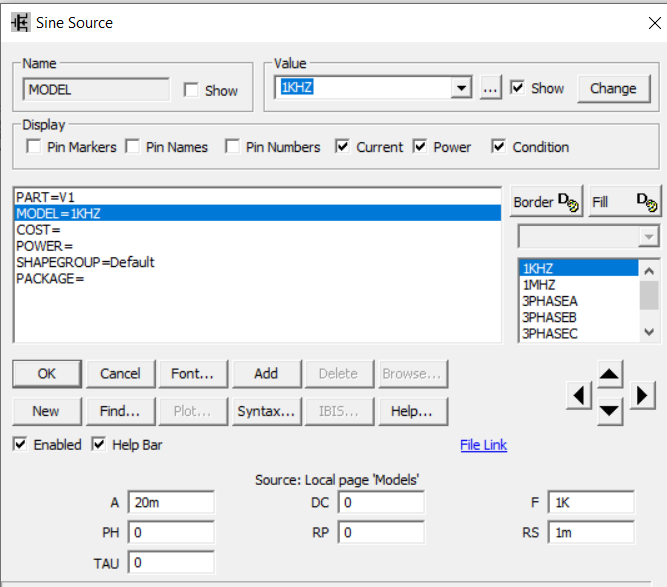 Sine Source
Name
MODEL
Show
Value
1KHZ
...
Show
Change
Display
Pin Markers Pin Names Pin Numbers Current Power Condition
PART=V1
MODEL=1KHZ
COST=
POWER=
SHAPEGROUP=Default
PACKAGE=
Border D Fill D
1KHZ
1MHZ
3PHASEA
3PHASEB
3PHASEC
OK Cancel Font... Add Delete Browse...
New Find... Plot... Syntax... IBIS... Help...
Enabled Help Bar File Link
Source: Local page 'Models'
A 20m DC 0 F 1K
PH 0 RP 0 RS 1m
TAU 0